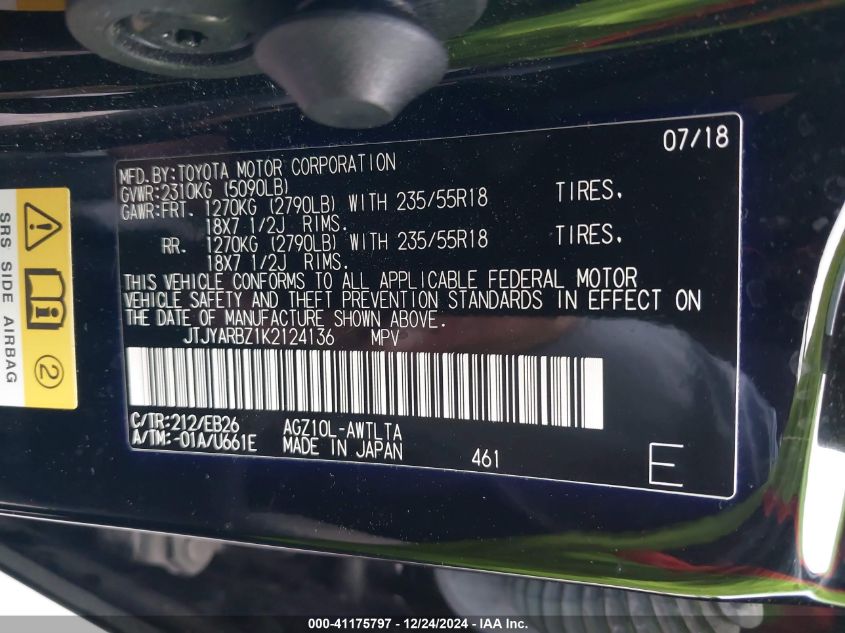 07/18
MFD.BY:TOYOTA MOTOR CORPORATION
GVWR:2310KG (5090LB)
GAWR:FRT. 1270KG (2790LB) WITH 235/55R18 TIRES,
18X7 1/2J RIMS.
RR. 1270KG (2790LB) WITH 235/55R18 TIRES,
18X7 1/2J RIMS.
THIS VEHICLE CONFORMS TO ALL APPLICABLE FEDERAL MOTOR
VEHICLE SAFETY AND THEFT PREVENTION STANDARDS IN EFFECT ON
THE DATE OF MANUFACTURE SHOWN ABOVE.
JTJYARBZ1K2124136 MPV
C/TR:212/EB26 AGZ10L-AWTLTA
A/TM:-01A/U661E MADE IN JAPAN
461
E
SRS SIDE AIRBAG
2
000-41175797 - 12/24/2024 - IAA Inc.